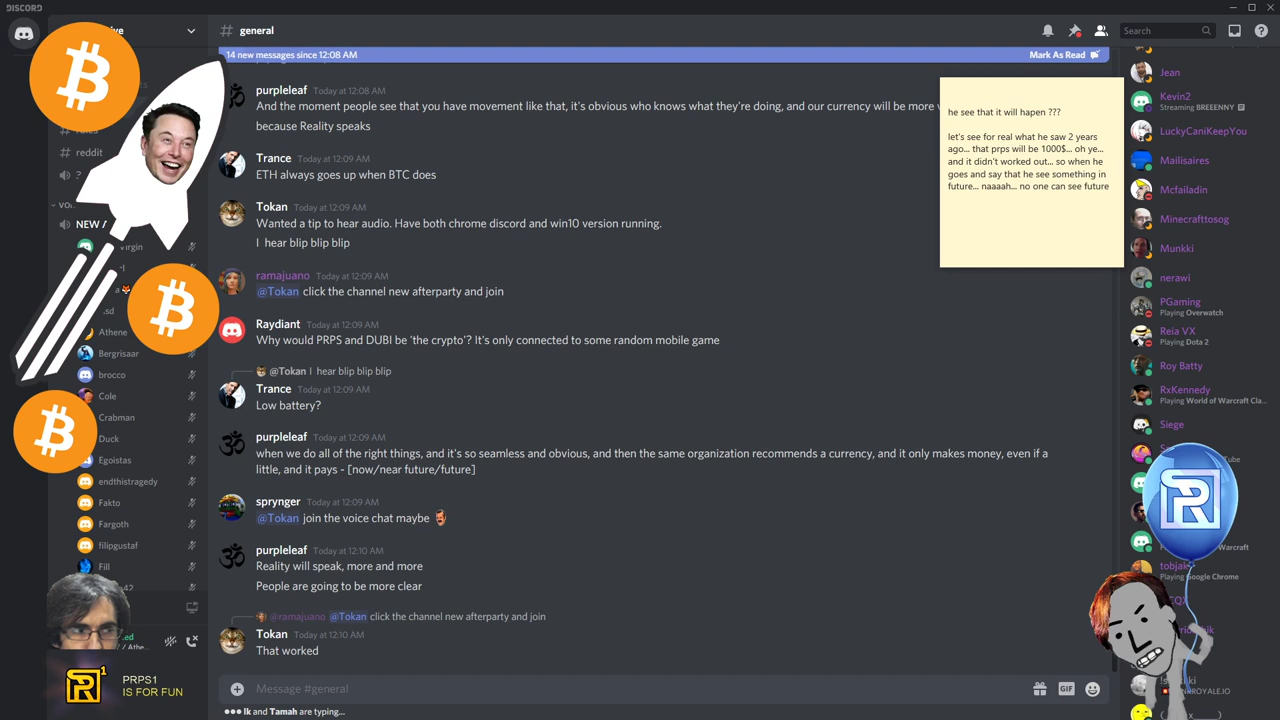 DISCORD
general
Search
14 new messages since 12:08 AM
Mark As Read
purpleleaf Today at 12:08 AM
And the moment people see that you have movement like that, it's obvious who knows what they're doing, and our currency will be more
because Reality speaks
Trance Today at 12:09 AM
ETH always goes up when BTC does
Tokan Today at 12:09 AM
Wanted a tip to hear audio. Have both chrome discord and win10 version running.
I hear blip blip blip
ramajuano Today at 12:09 AM
@Tokan click the channel new afterparty and join
Raydiant Today at 12:09 AM
Why would PRPS and DUBI be 'the crypto'? It's only connected to some random mobile game
@Tokan I hear blip blip blip
Trance Today at 12:09 AM
Low battery?
purpleleaf Today at 12:09 AM
when we do all of the right things, and it's so seamless and obvious, and then the same organization recommends a currency, and it only makes money, even if a
little, and it pays - [now/near future/future]
sprynger Today at 12:09 AM
@Tokan join the voice chat maybe
purpleleaf Today at 12:10 AM
Reality will speak, more and more
People are going to be more clear
@ramajuano @Tokan click the channel new afterparty and join
Tokan Today at 12:10 AM
That worked
Message #general
GIF
Ik and Tamah are typing...
he see that it will hapen ???
let's see for real what he saw 2 years
ago... that prps will be 1000$... oh ye...
and it didn't worked out... so when he
goes and say that he see something in
future... naaaah... no one can see future
reddit
?
NEW
Athene
Bergrisaar
brocco
Cole
Crabman
Duck
Egoistas
endthistragedy
Fakto
Fargoth
filipgustaf
Fill
PRPS1
IS FOR FUN
Jean
Kevin2
Streaming BREEENNY
LuckyCaniKeepYou
Mailisaires
Mcfailadin
Minecrafttosog
Munkki
nerawi
PGaming
Playing Overwatch
Reia VX
Playing Dota 2
Roy Batty
RxKennedy
Playing World of Warcraft Cla...
Siege
Warcraft
tobjak
Playing Google Chrome